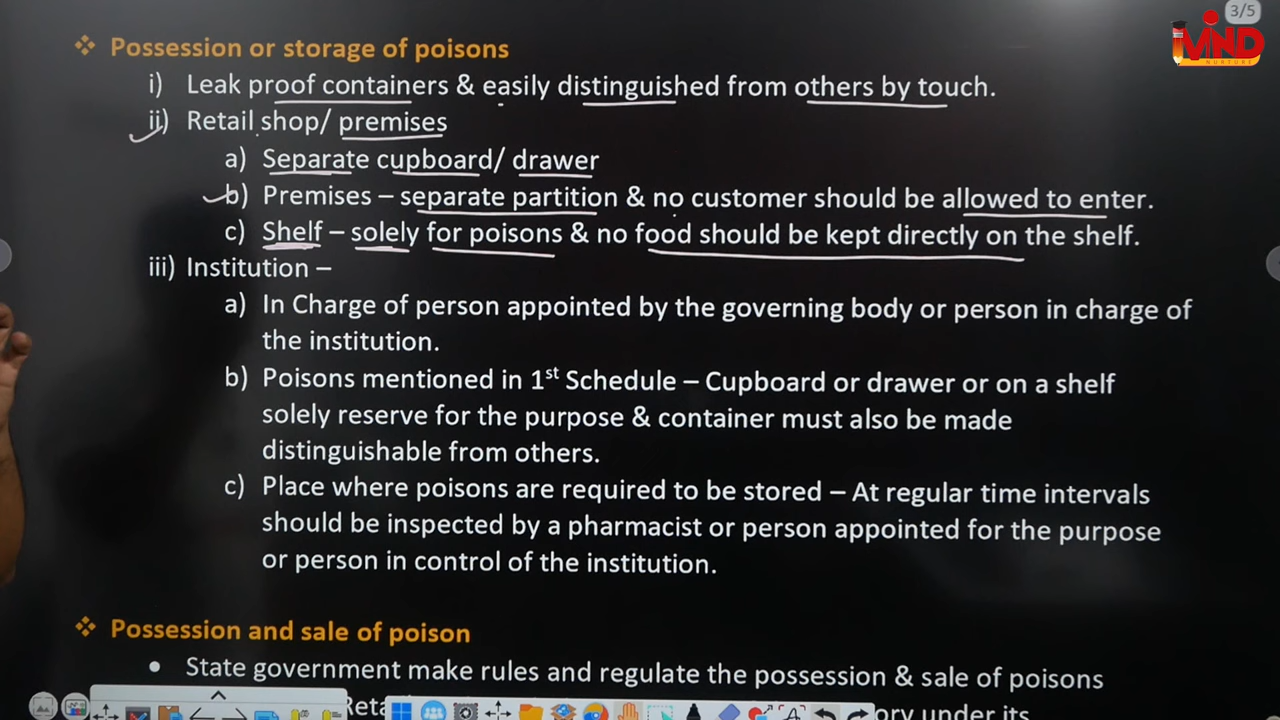 3/5
MIND
NURTURE
❖ Possession or storage of poisons
i) Leak proof containers & easily distinguished from others by touch.
ii) Retail shop/ premises
a) Separate cupboard/ drawer
b) Premises – separate partition & no customer should be allowed to enter.
c) Shelf – solely for poisons & no food should be kept directly on the shelf.
iii) Institution –
a) In Charge of person appointed by the governing body or person in charge of
the institution.
b) Poisons mentioned in 1st Schedule – Cupboard or drawer or on a shelf
solely reserve for the purpose & container must also be made
distinguishable from others.
c) Place where poisons are required to be stored – At regular time intervals
should be inspected by a pharmacist or person appointed for the purpose
or person in control of the institution.
❖ Possession and sale of poison
• State government make rules and regulate the possession & sale of poisons
under its